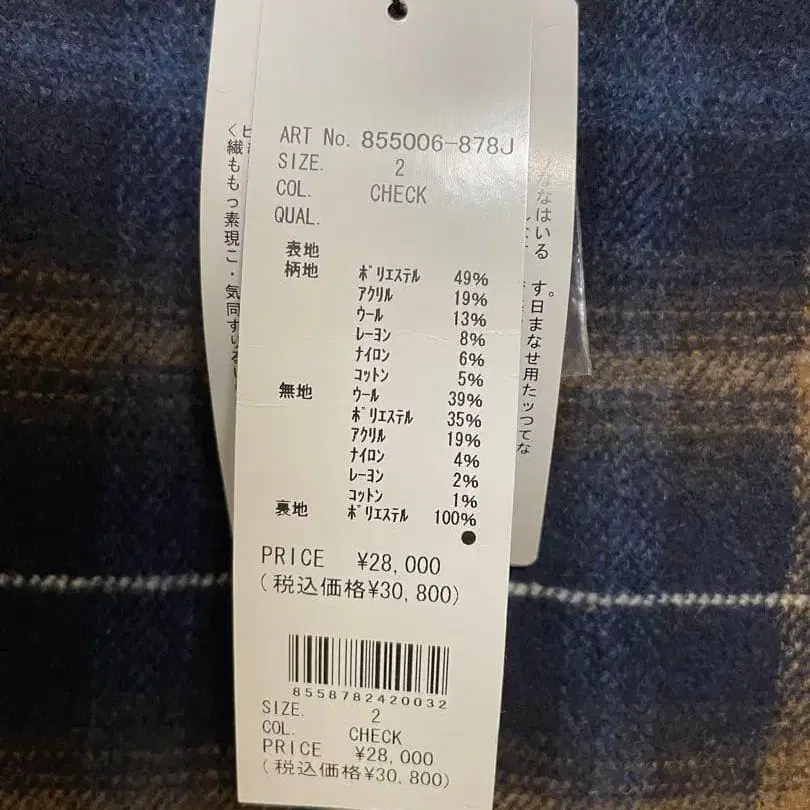 ART No. 855006-878J
SIZE. 2
COL. CHECK
QUAL.
表地
柄地 ﾎﾟﾘｴｽﾃﾙ 49%
ｱｸﾘﾙ 19%
ｳｰﾙ 13%
ﾚｰﾖﾝ 8%
ﾅｲﾛﾝ 6%
ｺｯﾄﾝ 5%
無地 ｳｰﾙ 39%
ﾎﾟﾘｴｽﾃﾙ 35%
ｱｸﾘﾙ 19%
ﾅｲﾛﾝ 4%
ﾚｰﾖﾝ 2%
ｺｯﾄﾝ 1%
裏地 ﾎﾟﾘｴｽﾃﾙ 100%
PRICE ¥28,000
(税込価格¥30,800)
8558782420032
SIZE. 2
COL. CHECK
PRICE ¥28,000
(税込価格¥30,800)